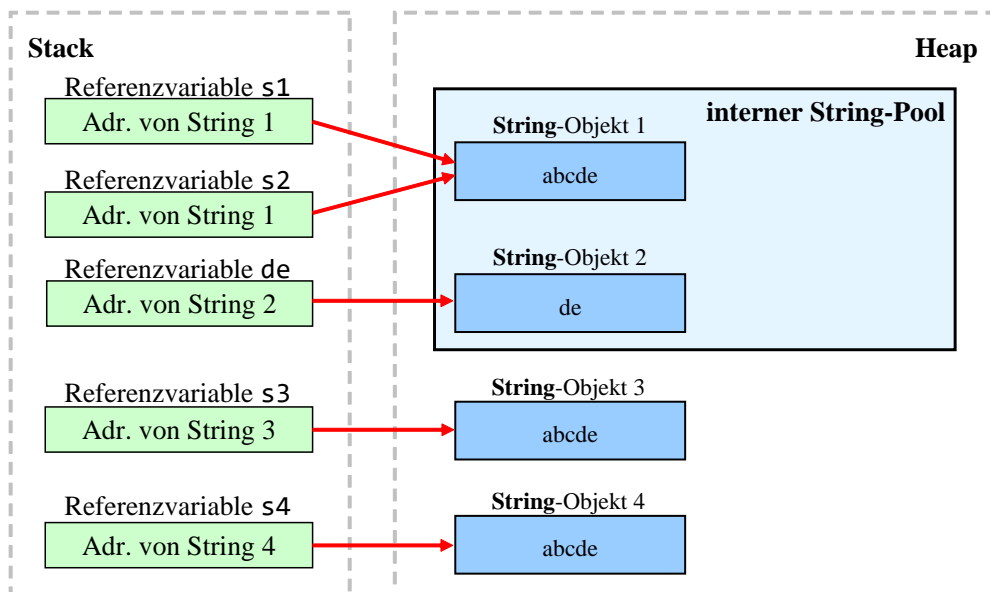 Stack
Heap
Referenzvariable s1
Adr. von String 1
interner String-Pool
String-Objekt 1
abcde
Referenzvariable s2
Adr. von String 1
Referenzvariable de
Adr. von String 2
String-Objekt 2
de
Referenzvariable s3
Adr. von String 3
String-Objekt 3
abcde
Referenzvariable s4
Adr. von String 4
String-Objekt 4
abcde